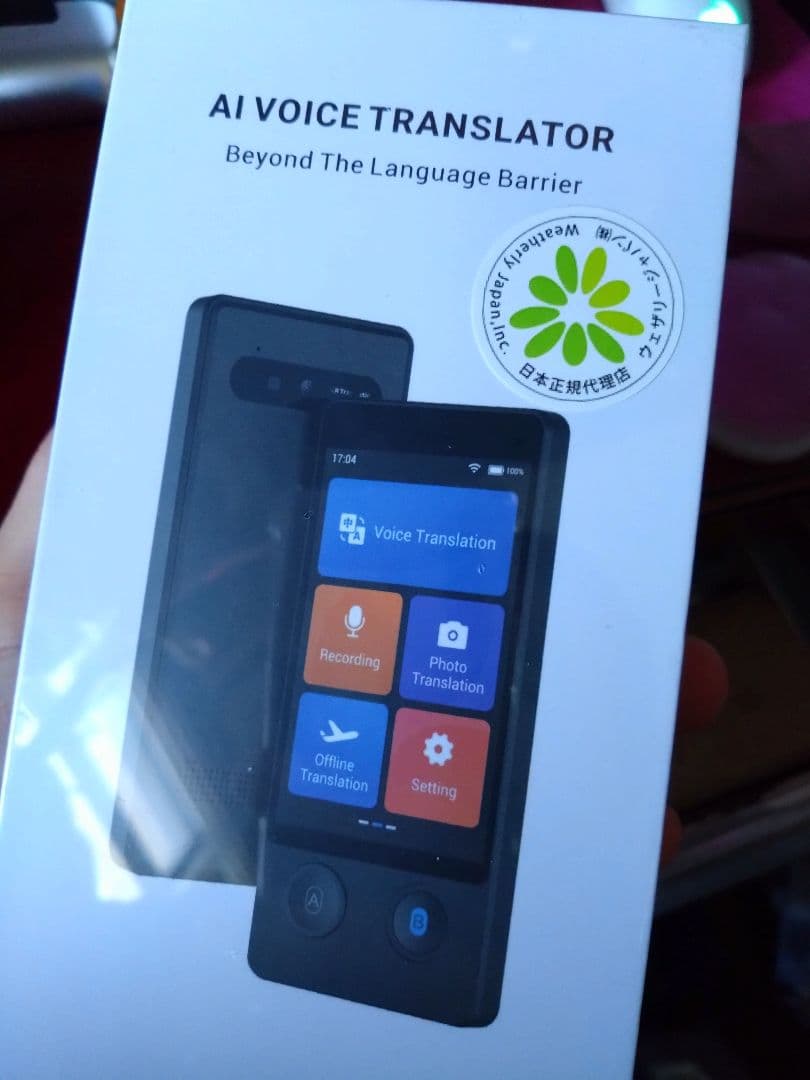 AI VOICE TRANSLATOR
Beyond The Language Barrier
Weatherly Japan,Inc.
ウェザリー・ジャパン㈱
日本正規代理店
17:04
100%
中
A
Voice Translation
Recording
Photo
Translation
Offline
Translation
Setting
A
B